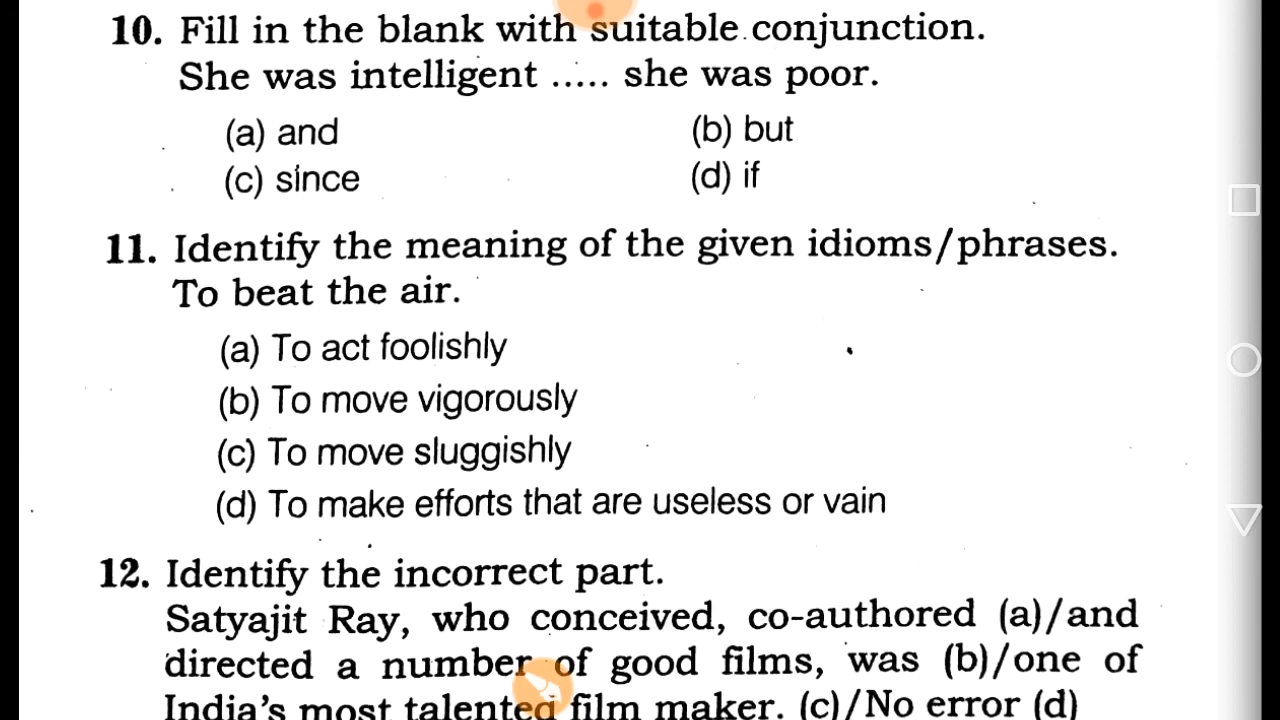 10. Fill in the blank with suitable conjunction.
She was intelligent ..... she was poor.
(a) and (b) but
(c) since (d) if
11. Identify the meaning of the given idioms/phrases.
To beat the air.
(a) To act foolishly
(b) To move vigorously
(c) To move sluggishly
(d) To make efforts that are useless or vain
12. Identify the incorrect part.
Satyajit Ray, who conceived, co-authored (a)/and
directed a number of good films, was (b)/one of
India's most talented film maker. (c)/No error (d)